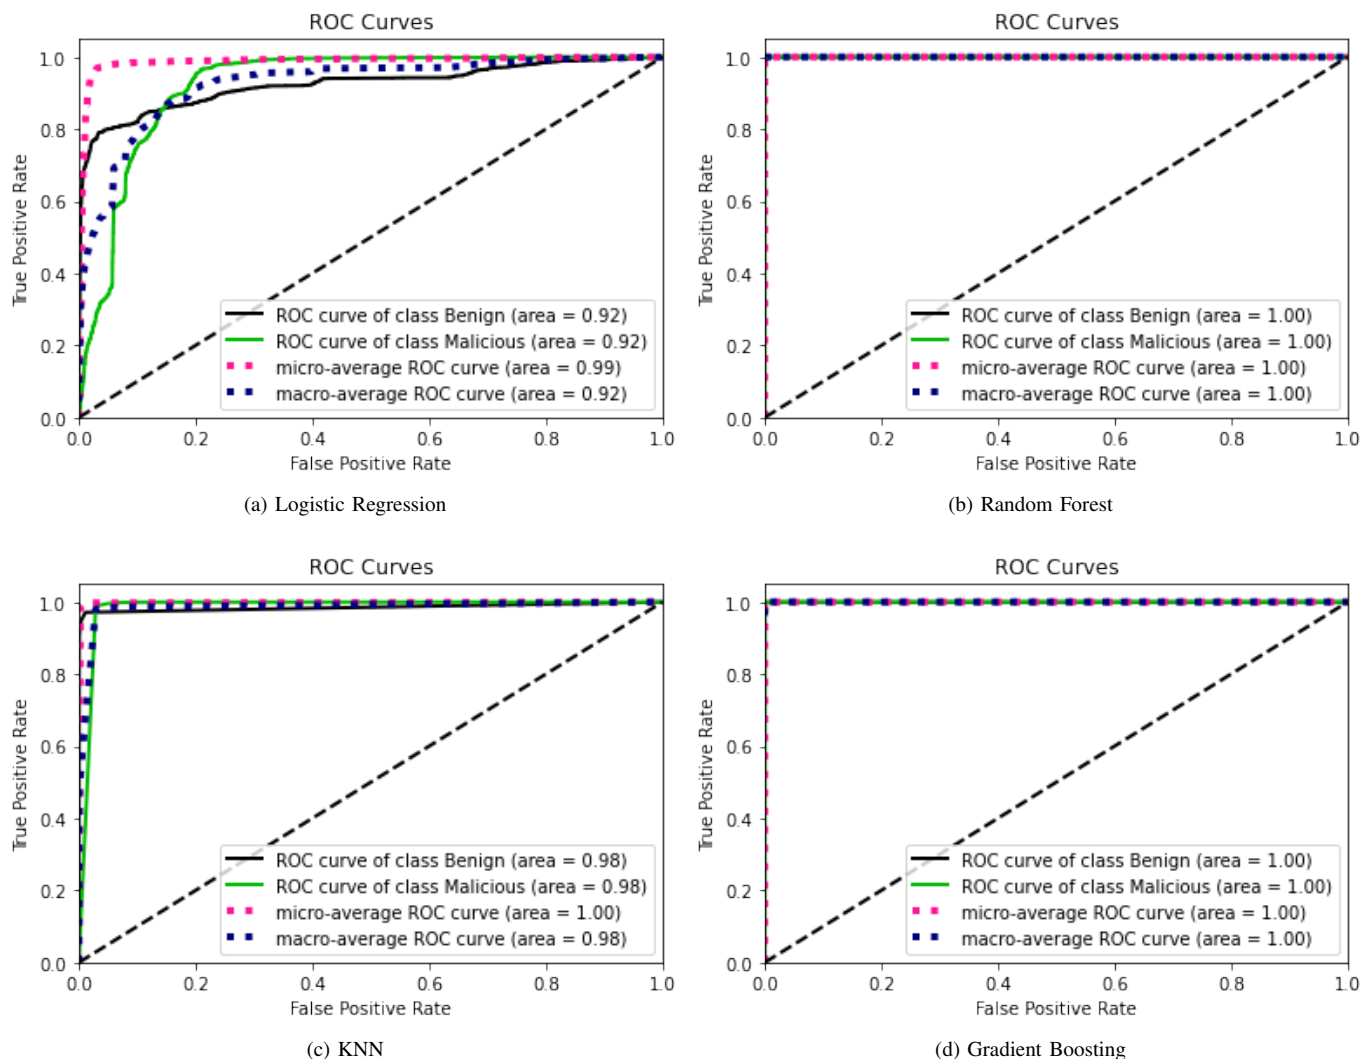 ROC Curves
True Positive Rate
1.0
0.8
0.6
0.4
0.2
0.0
ROC curve of class Benign (area = 0.92)
ROC curve of class Malicious (area = 0.92)
micro-average ROC curve (area = 0.99)
macro-average ROC curve (area = 0.92)
0.0 0.2 0.4 0.6 0.8 1.0
False Positive Rate
(a) Logistic Regression
ROC Curves
True Positive Rate
1.0
0.8
0.6
0.4
0.2
0.0
ROC curve of class Benign (area = 1.00)
ROC curve of class Malicious (area = 1.00)
micro-average ROC curve (area = 1.00)
macro-average ROC curve (area = 1.00)
0.0 0.2 0.4 0.6 0.8 1.0
False Positive Rate
(b) Random Forest
ROC Curves
True Positive Rate
1.0
0.8
0.6
0.4
0.2
0.0
ROC curve of class Benign (area = 0.98)
ROC curve of class Malicious (area = 0.98)
micro-average ROC curve (area = 1.00)
macro-average ROC curve (area = 0.98)
0.0 0.2 0.4 0.6 0.8 1.0
False Positive Rate
(c) KNN
ROC Curves
True Positive Rate
1.0
0.8
0.6
0.4
0.2
0.0
ROC curve of class Benign (area = 1.00)
ROC curve of class Malicious (area = 1.00)
micro-average ROC curve (area = 1.00)
macro-average ROC curve (area = 1.00)
0.0 0.2 0.4 0.6 0.8 1.0
False Positive Rate
(d) Gradient Boosting